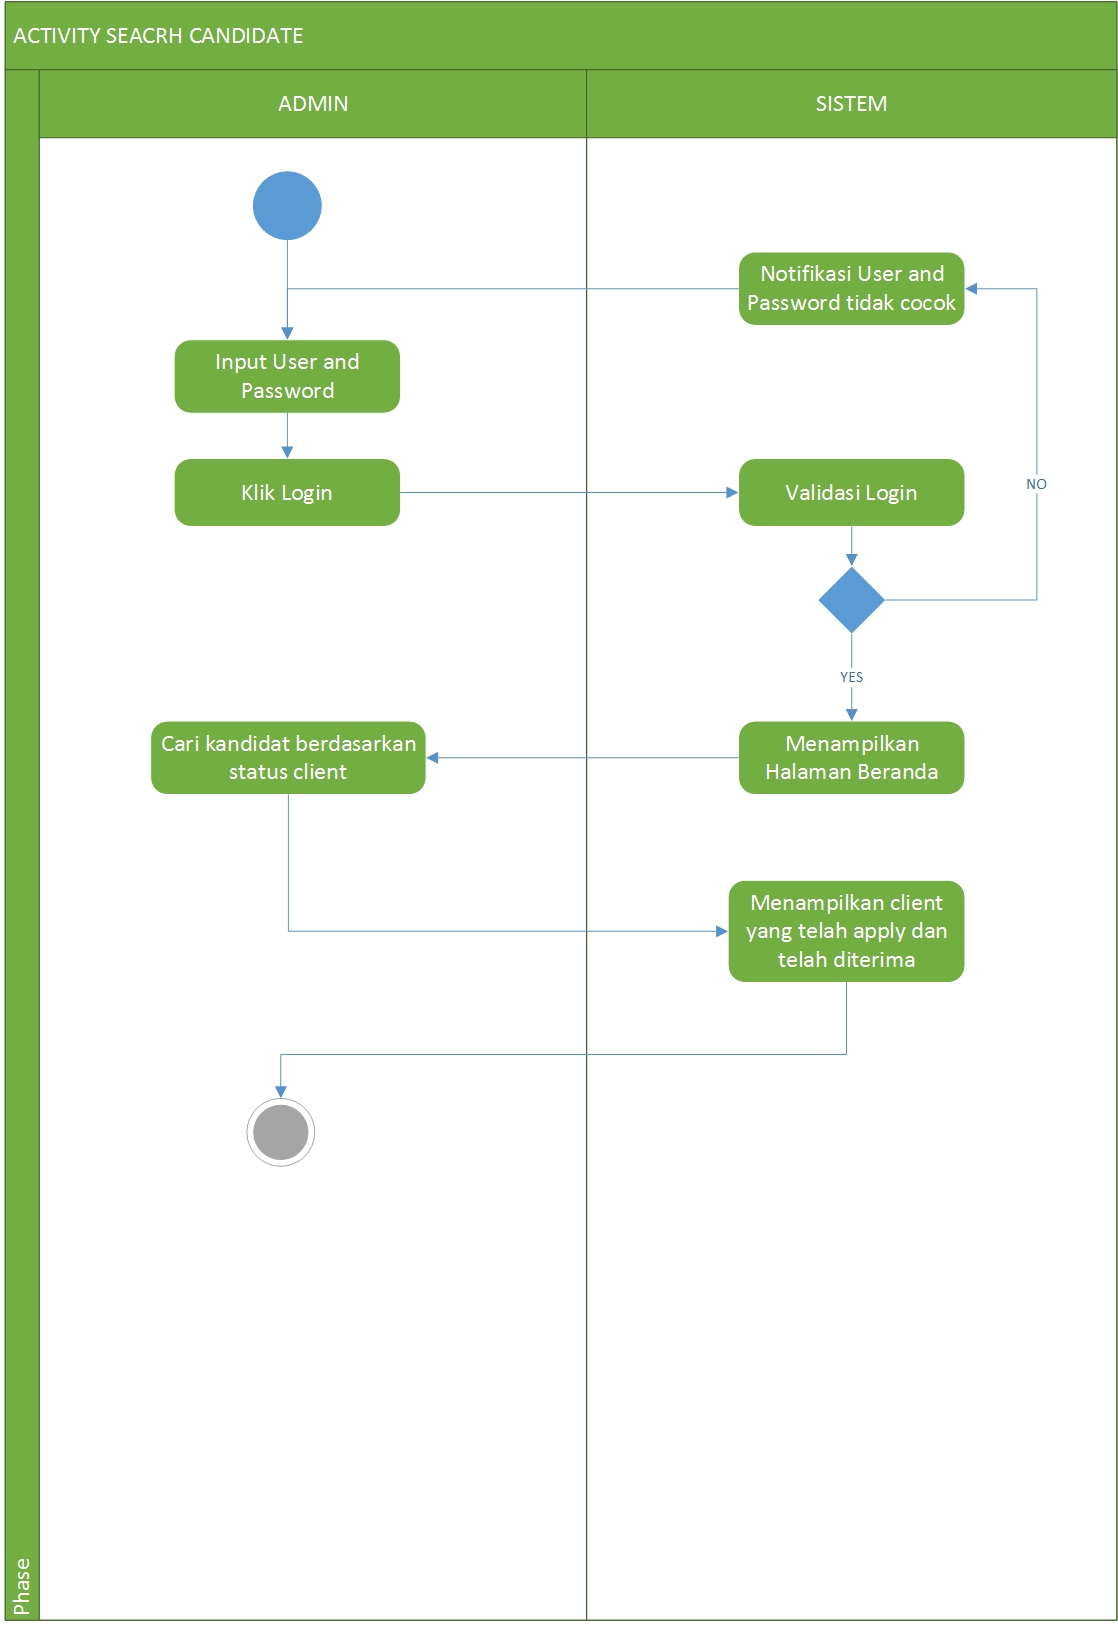 ACTIVITY SEACRH CANDIDATE
ADMIN
SISTEM
Notifikasi User and
Password tidak cocok
Input User and
Password
Klik Login
Validasi Login
NO
YES
Cari kandidat berdasarkan
status client
Menampilkan
Halaman Beranda
Menampilkan client
yang telah apply dan
telah diterima
Phase